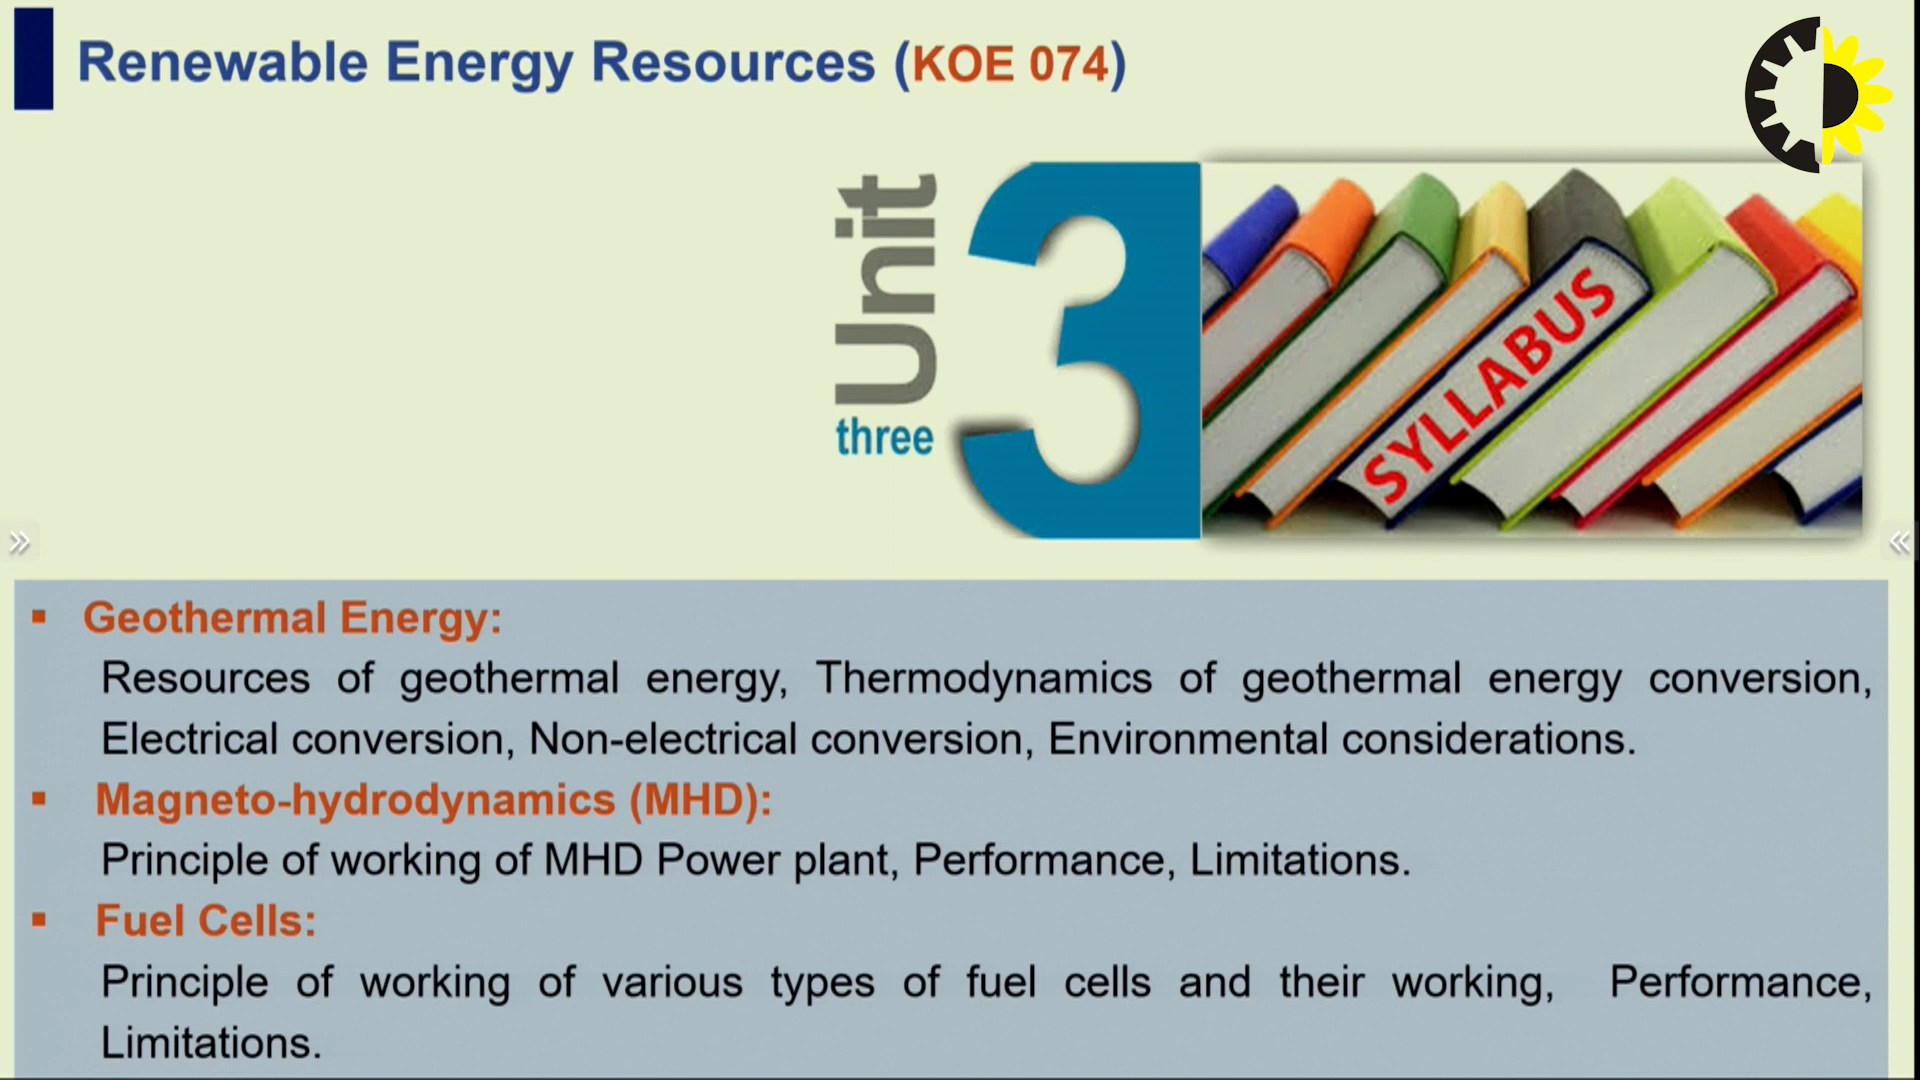 Renewable Energy Resources (KOE 074)
Unit
three
3
SYLLABUS
▪ Geothermal Energy:
Resources of geothermal energy, Thermodynamics of geothermal energy conversion,
Electrical conversion, Non-electrical conversion, Environmental considerations.
▪ Magneto-hydrodynamics (MHD):
Principle of working of MHD Power plant, Performance, Limitations.
▪ Fuel Cells:
Principle of working of various types of fuel cells and their working, Performance,
Limitations.